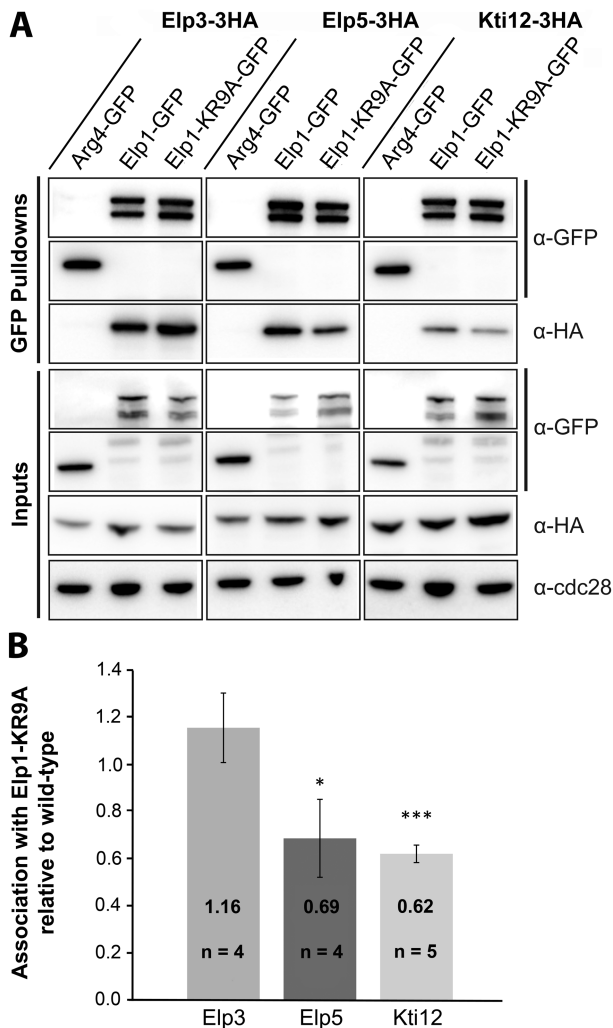 A
Elp3-3HA Elp5-3HA Kti12-3HA
Arg4-GFP Elp1-GFP Elp1-KR9A-GFP Arg4-GFP Elp1-GFP Elp1-KR9A-GFP Arg4-GFP Elp1-GFP Elp1-KR9A-GFP
GFP Pulldowns
α-GFP
α-HA
Inputs
α-GFP
α-HA
α-cdc28
B
Association with Elp1-KR9A
relative to wild-type
1.4
1.2
1.0
0.8
0.6
0.4
0.2
0.0
* ***
1.16 0.69 0.62
n = 4 n = 4 n = 5
Elp3 Elp5 Kti12